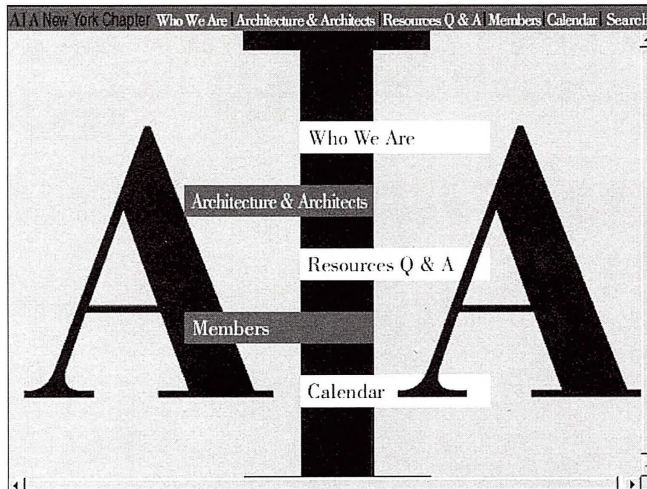 AIA New York Chapter Who We Are | Architecture & Architects | Resources Q & A | Members | Calendar | Search
AIA
Who We Are
Architecture & Architects
Resources Q & A
Members
Calendar